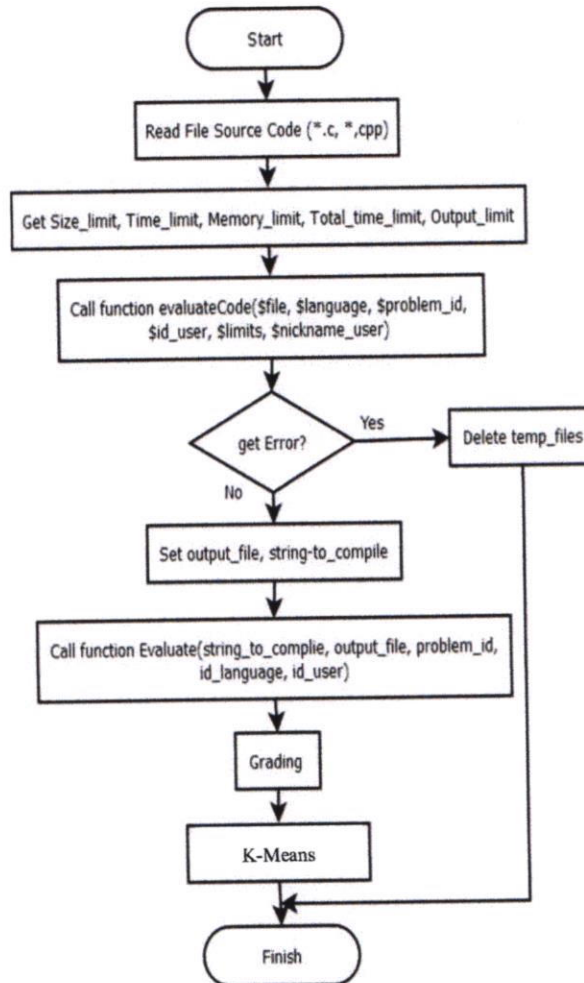 Start
Read File Source Code (*.c, *,cpp)
Get Size_limit, Time_limit, Memory_limit, Total_time_limit, Output_limit
Call function evaluateCode($file, $language, $problem_id,
$id_user, $limits, $nickname_user)
get Error?
Yes
Delete temp_files
No
Set output_file, string-to_compile
Call function Evaluate(string_to_complie, output_file, problem_id,
id_language, id_user)
Grading
K-Means
Finish